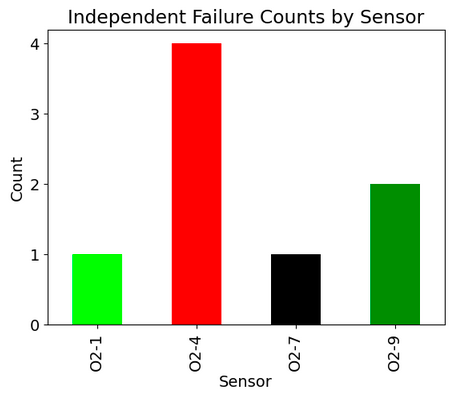 Independent Failure Counts by Sensor
Count
4
3
2
1
0
O2-1
O2-4
O2-7
O2-9
Sensor